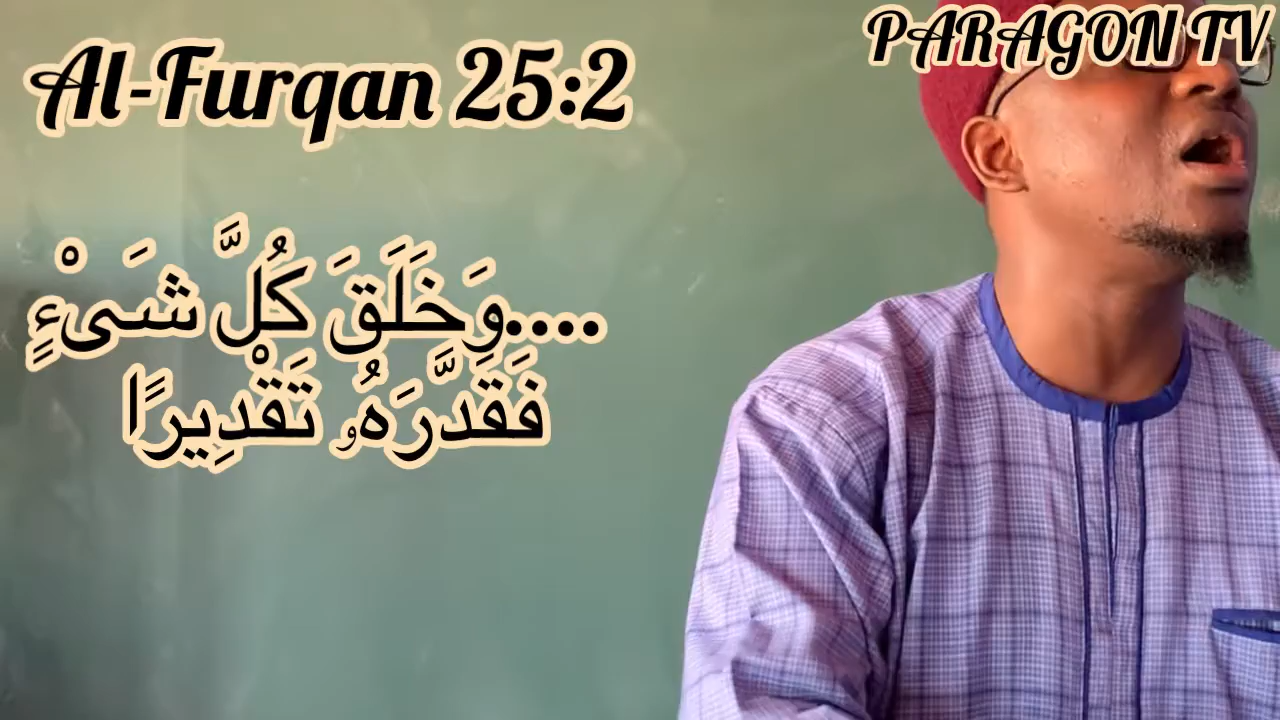 Al-Furqan 25:2
PARAGON TV
....وَخَلَقَ كُلَّ شَىْءٍ
فَقَدَّرَهُۥ تَقْدِيرًا